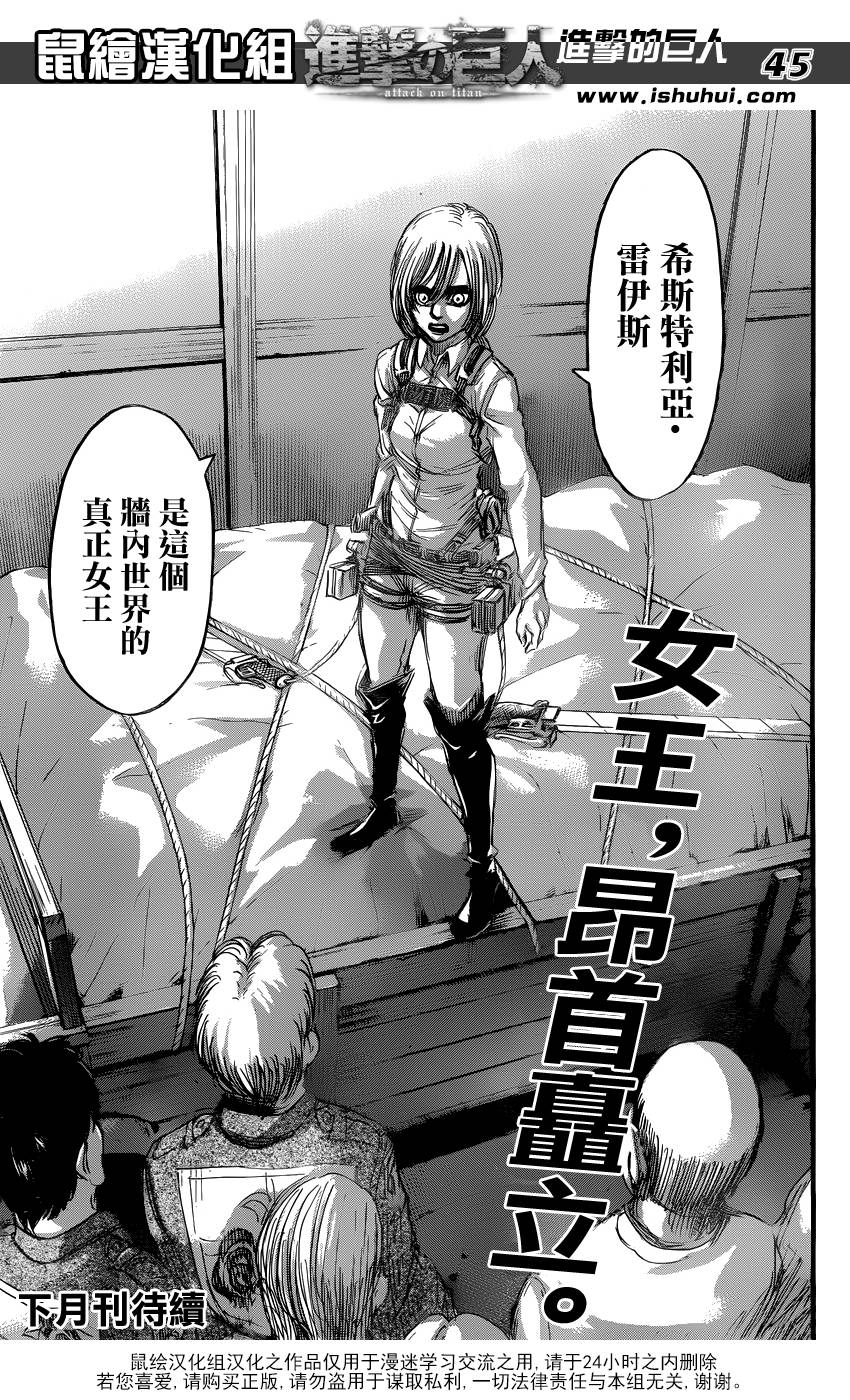 鼠繪漢化組
進撃の巨人
attack on titan
進擊的巨人
www.ishuhui.com
45
希斯特利亞·
雷伊斯
是這個
牆內世界的
真正女王
女王，昂首矗立。
下月刊待續
鼠绘汉化组汉化之作品仅用于漫迷学习交流之用, 请于24小时之内删除
若您喜爱, 请购买正版, 请勿盗用于谋取私利, 一切法律责任与本组无关, 谢谢.